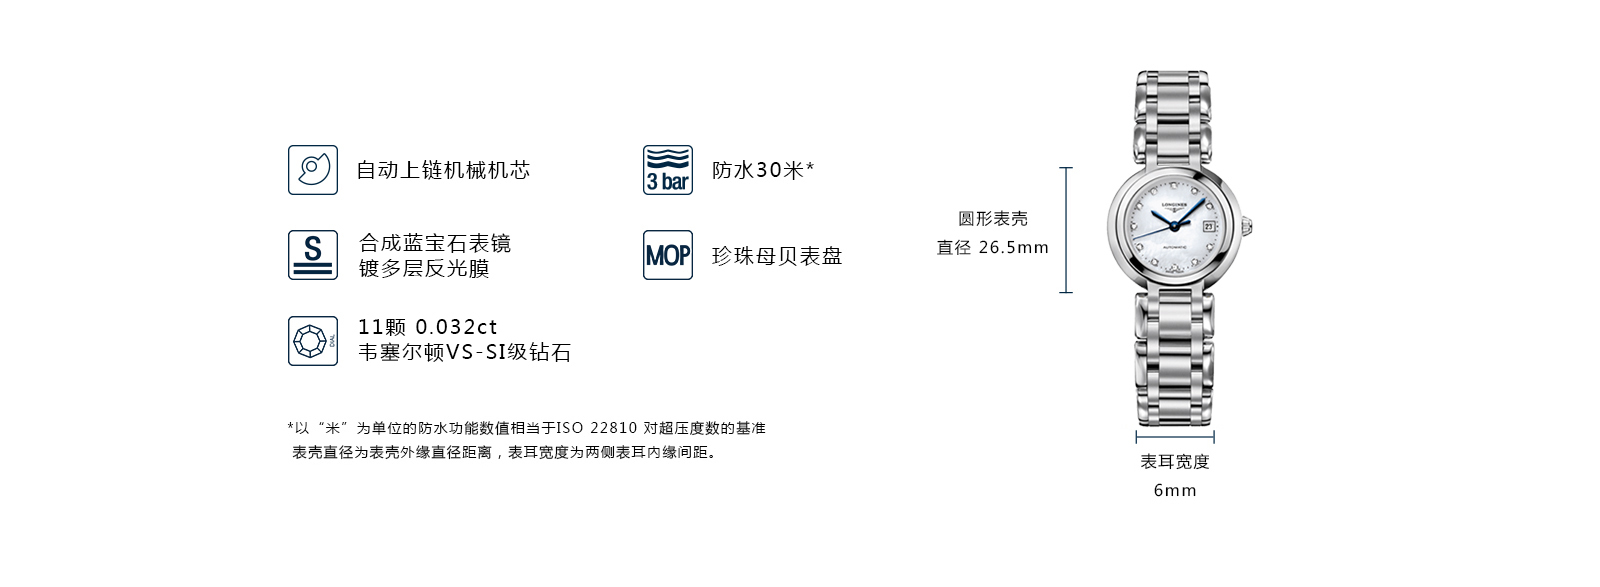 自动上链机械机芯
3 bar
防水30米*
S
合成蓝宝石表镜
镀多层反光膜
MOP
珍珠母贝表盘
DIAL
11颗 0.032ct
韦塞尔顿VS-SI级钻石
*以“米”为单位的防水功能数值相当于ISO 22810 对超压度数的基准
表壳直径为表壳外缘直径距离，表耳宽度为两侧表耳内缘间距。
圆形表壳
直径 26.5mm
LONGINES
27
AUTOMATIC
表耳宽度
6mm